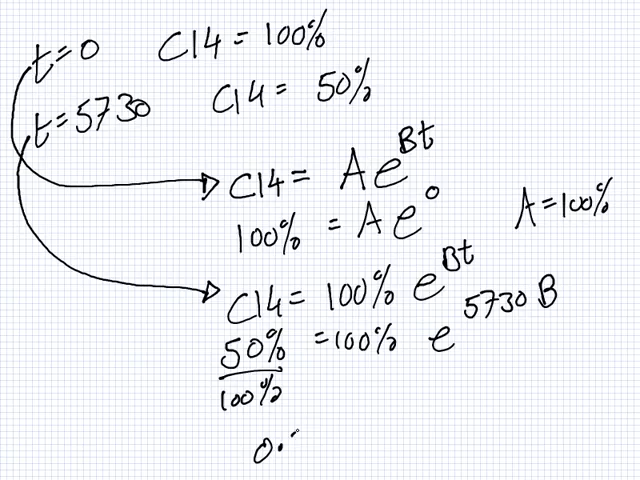 t=0 C14 = 100%
t=5730 C14 = 50%
C14 = Ae^Bt
100% = Ae^0 A=100%
C14 = 100% e^Bt
50% = 100% e^5730 B
100%
0.